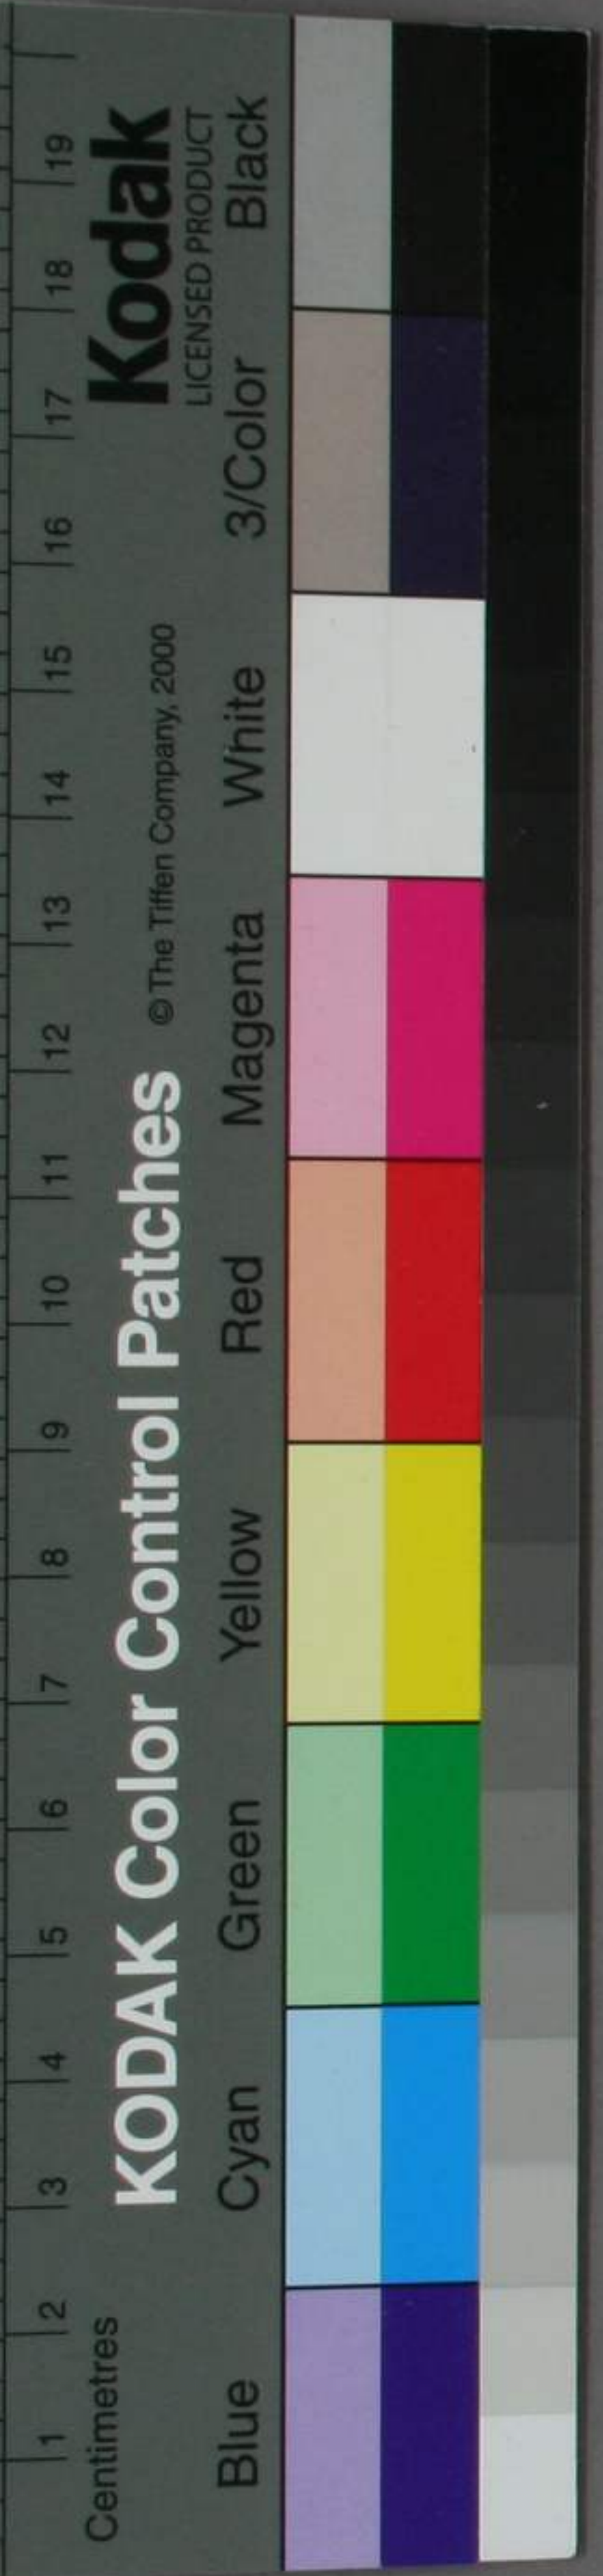 Centimetres
1 2 3 4 5 6 7 8 9 10 11 12 13 14 15 16 17 18 19
KODAK Color Control Patches © The Tiffen Company, 2000
Kodak
LICENSED PRODUCT
Blue Cyan Green Yellow Red Magenta White 3/Color Black